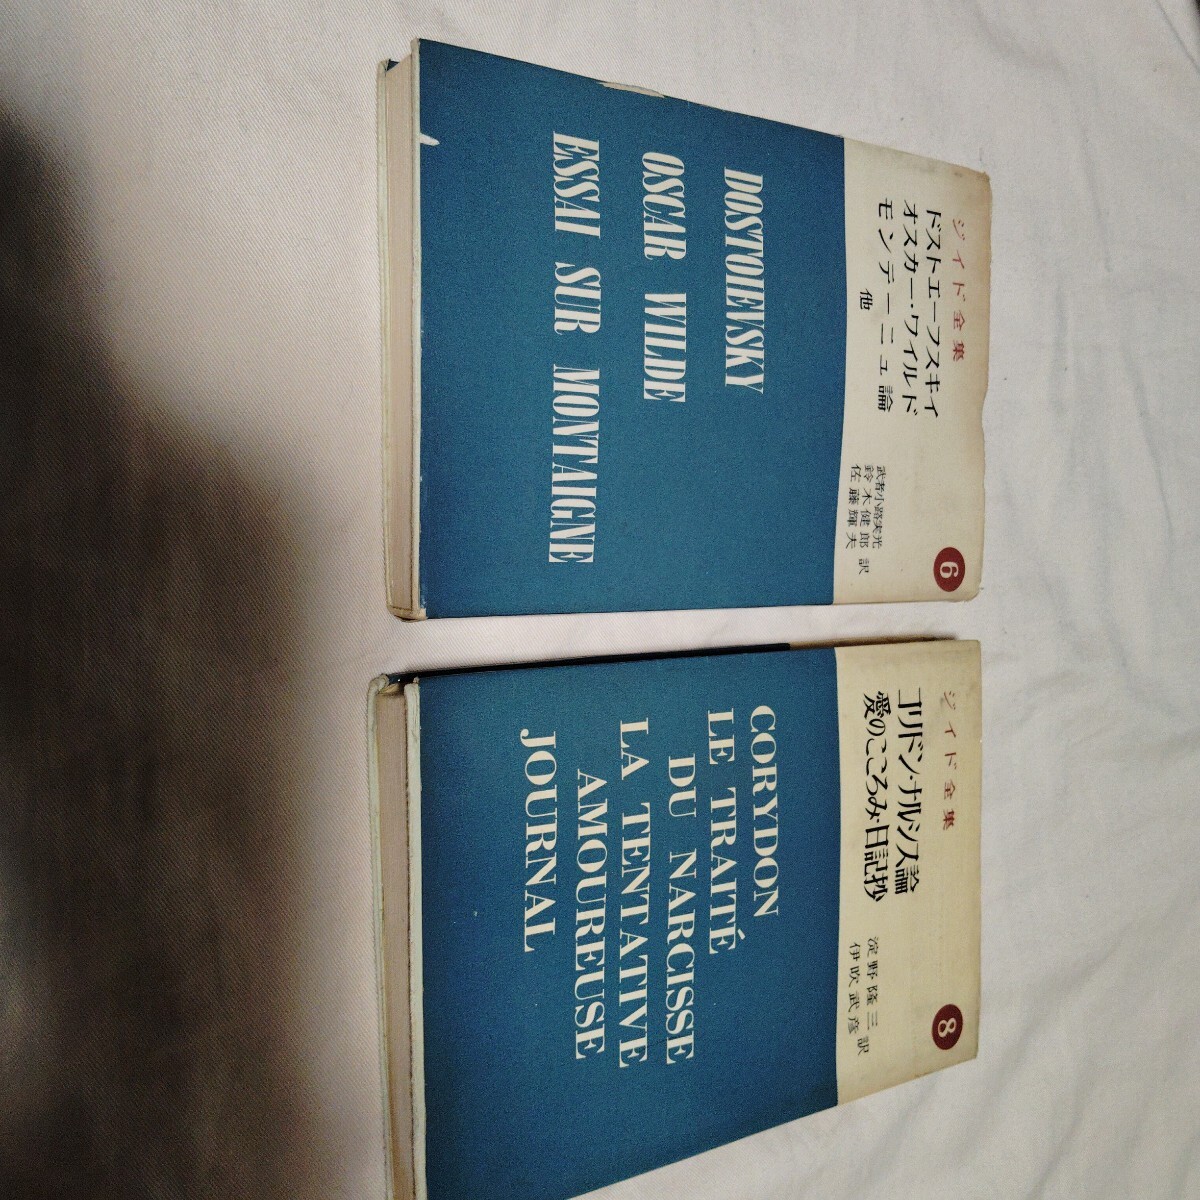 ジイド全集
ドストエーフスキイ
オスカー・ワイルド
モンテーニュ論
他
武者小路実光
鈴木健郎
佐藤輝夫
訳
6
DOSTOIEVSKY
OSCAR WILDE
ESSAI SUR MONTAIGNE
ジイド全集
コリドン・ナルシス論
愛のこころみ・日記抄
淀野隆三
伊吹武彦
訳
8
CORYDON
LE TRAITÉ
DU NARCISSE
LA TENTATIVE
AMOUREUSE
JOURNAL